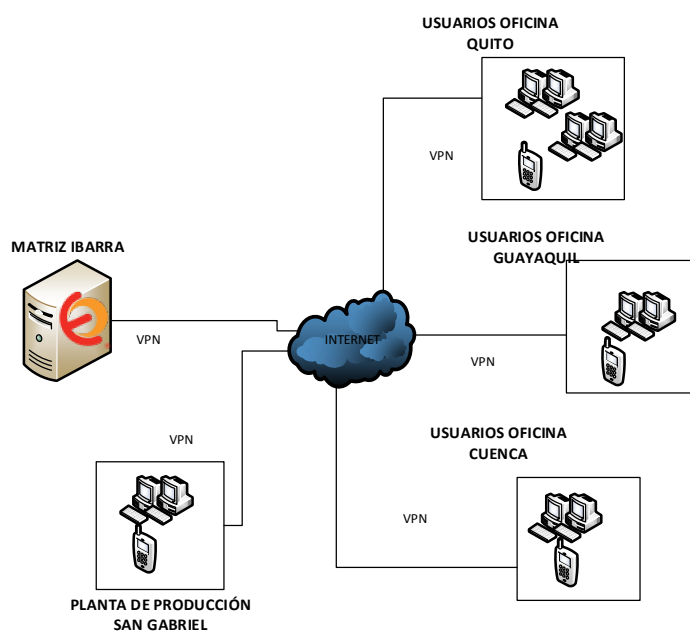 USUARIOS OFICINA
QUITO
VPN
MATRIZ IBARRA
VPN
USUARIOS OFICINA
GUAYAQUIL
INTERNET
VPN
VPN
USUARIOS OFICINA
CUENCA
VPN
PLANTA DE PRODUCCIÓN
SAN GABRIEL